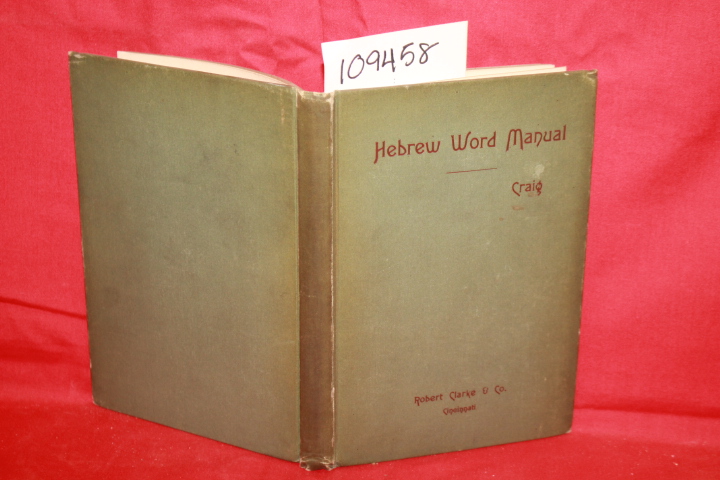 109458
Hebrew Word Manual
Craig
Robert Clarke & Co.
Cincinnati